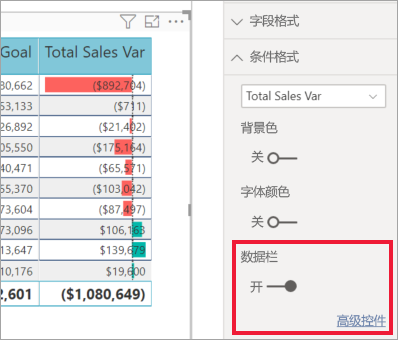 Goal Total Sales Var
80,662 ($892,704)
53,133 ($711)
26,892 ($21,402)
05,550 ($175,164)
40,471 ($65,571)
55,370 ($103,042)
73,604 ($87,497)
73,096 $106,163
13,647 $139,679
10,176 $19,600
2,601 ($1,080,649)
字段格式
条件格式
Total Sales Var
背景色
关
字体颜色
关
数据栏
开
高级控件